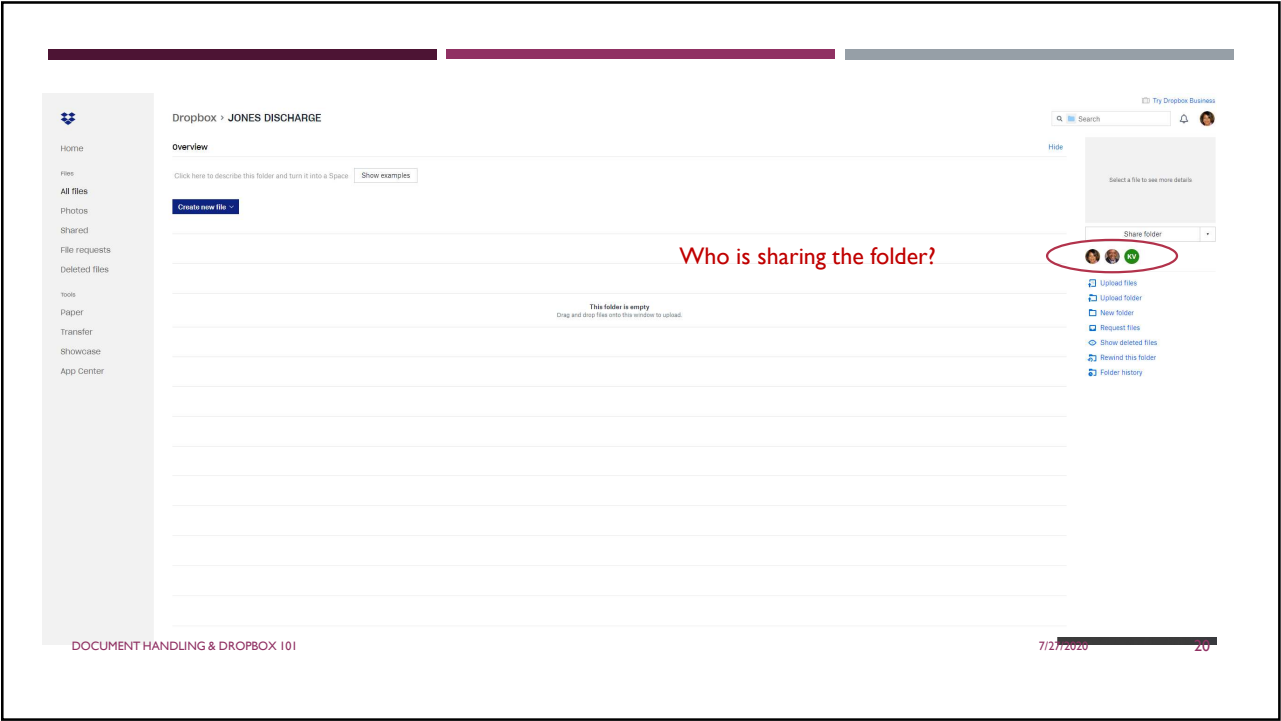 Try Dropbox Business
Dropbox › JONES DISCHARGE
Search
Home
Overview
Hide
Files
Click here to describe this folder and turn it into a Space
Show examples
Select a file to see more details
All files
Photos
Create new file
Shared
Share folder
File requests
Who is sharing the folder?
KV
Deleted files
Upload files
Tools
Upload folder
Paper
This folder is empty
Drag and drop files onto this window to upload.
New folder
Transfer
Request files
Showcase
Show deleted files
Rewind this folder
App Center
Folder history
DOCUMENT HANDLING & DROPBOX 101
7/27/2020
20